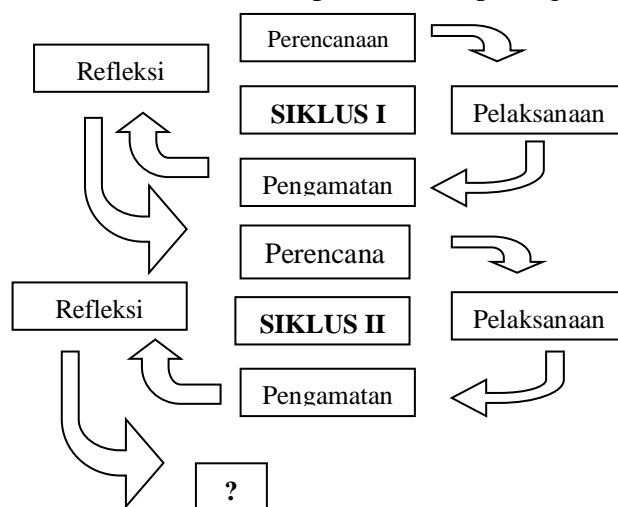 Perencanaan
Refleksi
SIKLUS I
Pelaksanaan
Pengamatan
Perencana
Refleksi
SIKLUS II
Pelaksanaan
Pengamatan
?